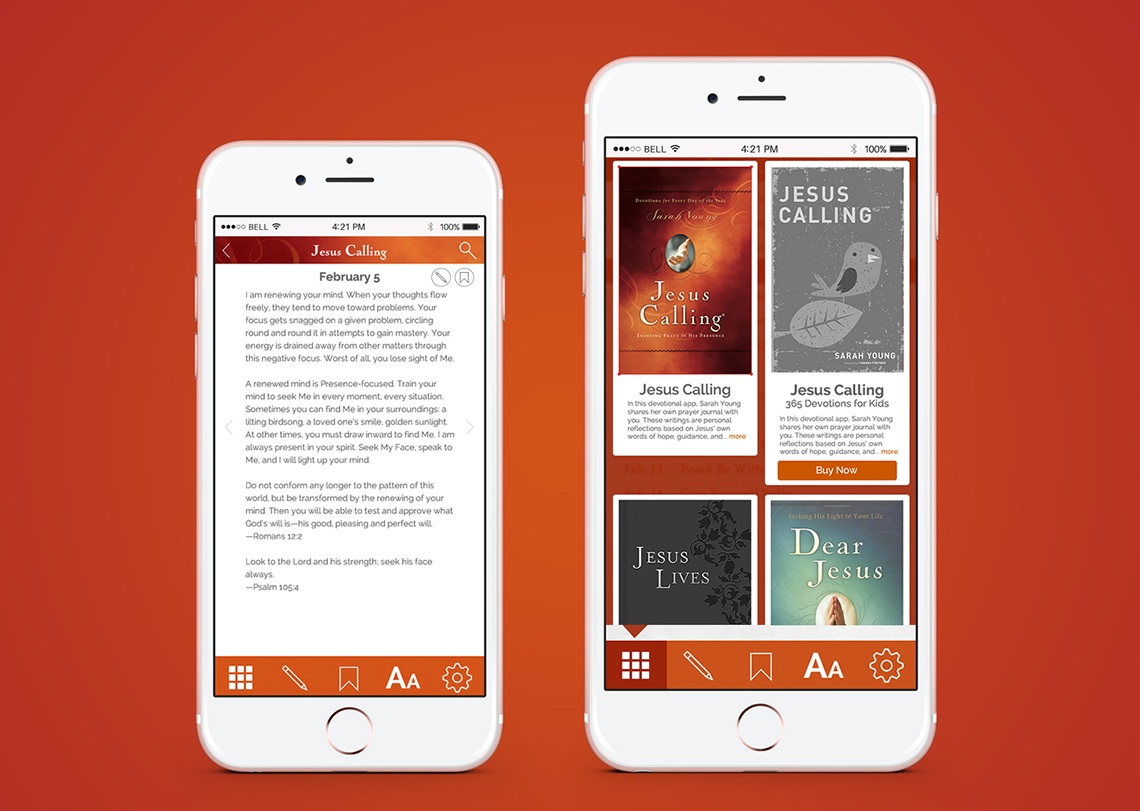 BELL
4:21 PM
100%
Jesus Calling
February 5
I am renewing your mind. When your thoughts flow
freely, they tend to move toward problems. Your
focus gets snagged on a given problem, circling
round and round it in attempts to gain mastery. Your
energy is drained away from other matters through
this negative focus. Worst of all, you lose sight of Me.
A renewed mind is Presence-focused. Train your
mind to seek Me in every moment, every situation.
Sometimes you can find Me in your surroundings: a
lilting birdsong, a loved one's smile, golden sunlight.
At other times, you must draw inward to find Me. I am
always present in your spirit. Seek My Face, speak to
Me, and I will light up your mind.
Do not conform any longer to the pattern of this
world, but be transformed by the renewing of your
mind. Then you will be able to test and approve what
God's will is—his good, pleasing and perfect will.
—Romans 12:2
Look to the Lord and his strength; seek his face
always.
—Psalm 105:4
AA
BELL
4:21 PM
100%
Devotions for Every Day of the Year
Sarah Young
Jesus
Calling®
Enjoying Peace in His Presence
Jesus Calling
In this devotional app, Sarah Young
shares her own prayer journal with
you. These writings are personal
reflections based on Jesus' own
words of hope, guidance, and... more
JESUS
CALLING
SARAH YOUNG
Jesus Calling
365 Devotions for Kids
In this devotional app, Sarah Young
shares her own prayer journal with
you. These writings are personal
reflections based on Jesus' own
words of hope, guidance, and... more
Buy Now
Feb. 13 Peace Be With
Jesus
Lives
Seeking His Light in Your Life
Dear
Jesus
AA